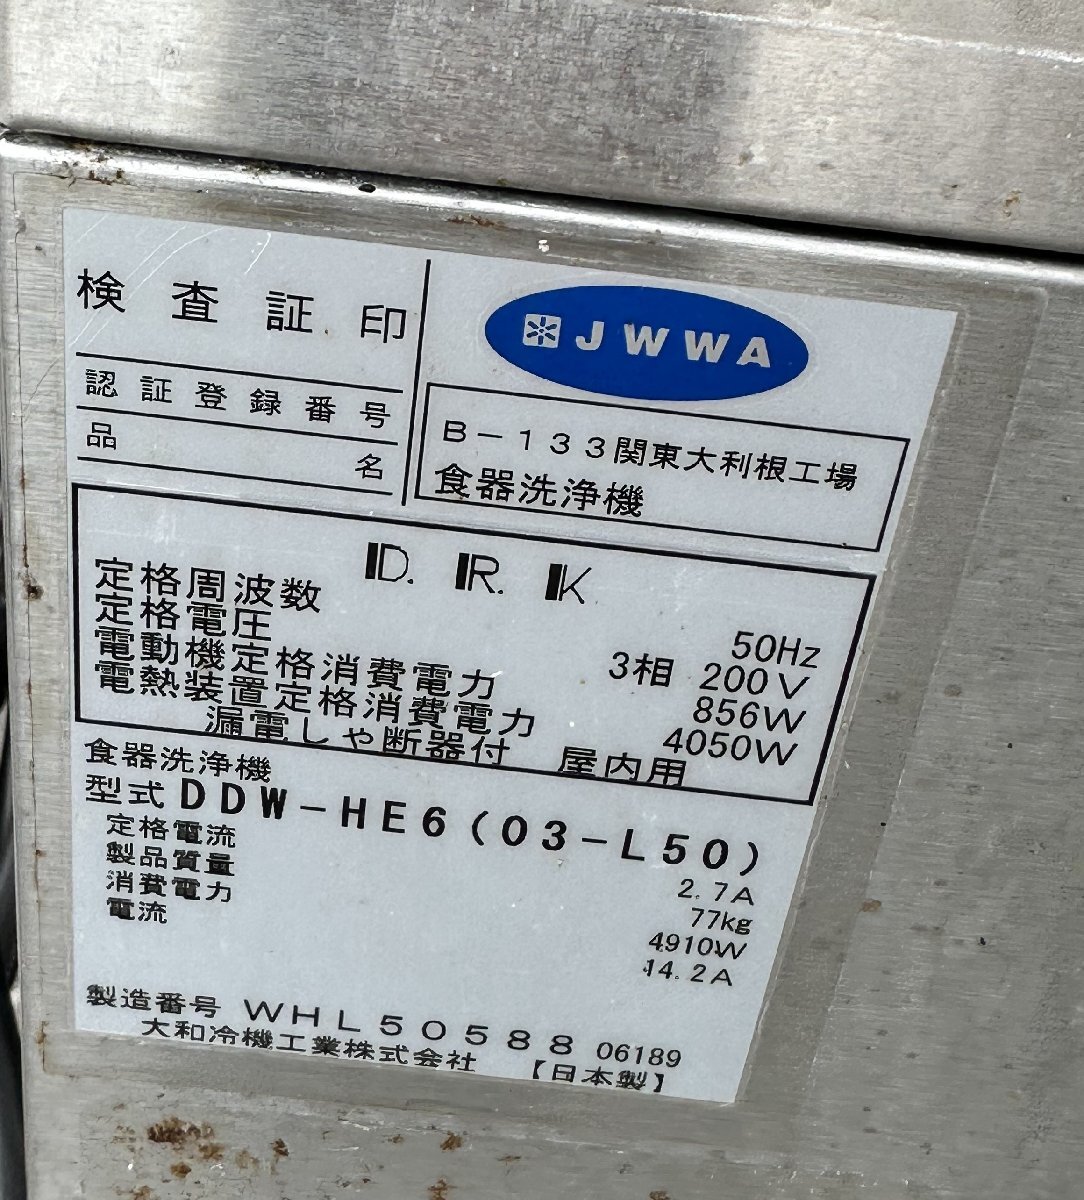 検査証印
JWWA
認証登録番号
B-133関東大利根工場
品名
食器洗浄機
D.R.K
定格周波数 50Hz
定格電圧 3相 200V
電動機定格消費電力 856W
電熱装置定格消費電力 4050W
漏電しゃ断器付 屋内用
食器洗浄機
型式 DDW-HE6(03-L50)
定格電流 2.7A
製品質量 77kg
消費電力 4910W
電流 14.2A
製造番号 WHL50588 06189
大和冷機工業株式会社 【日本製】